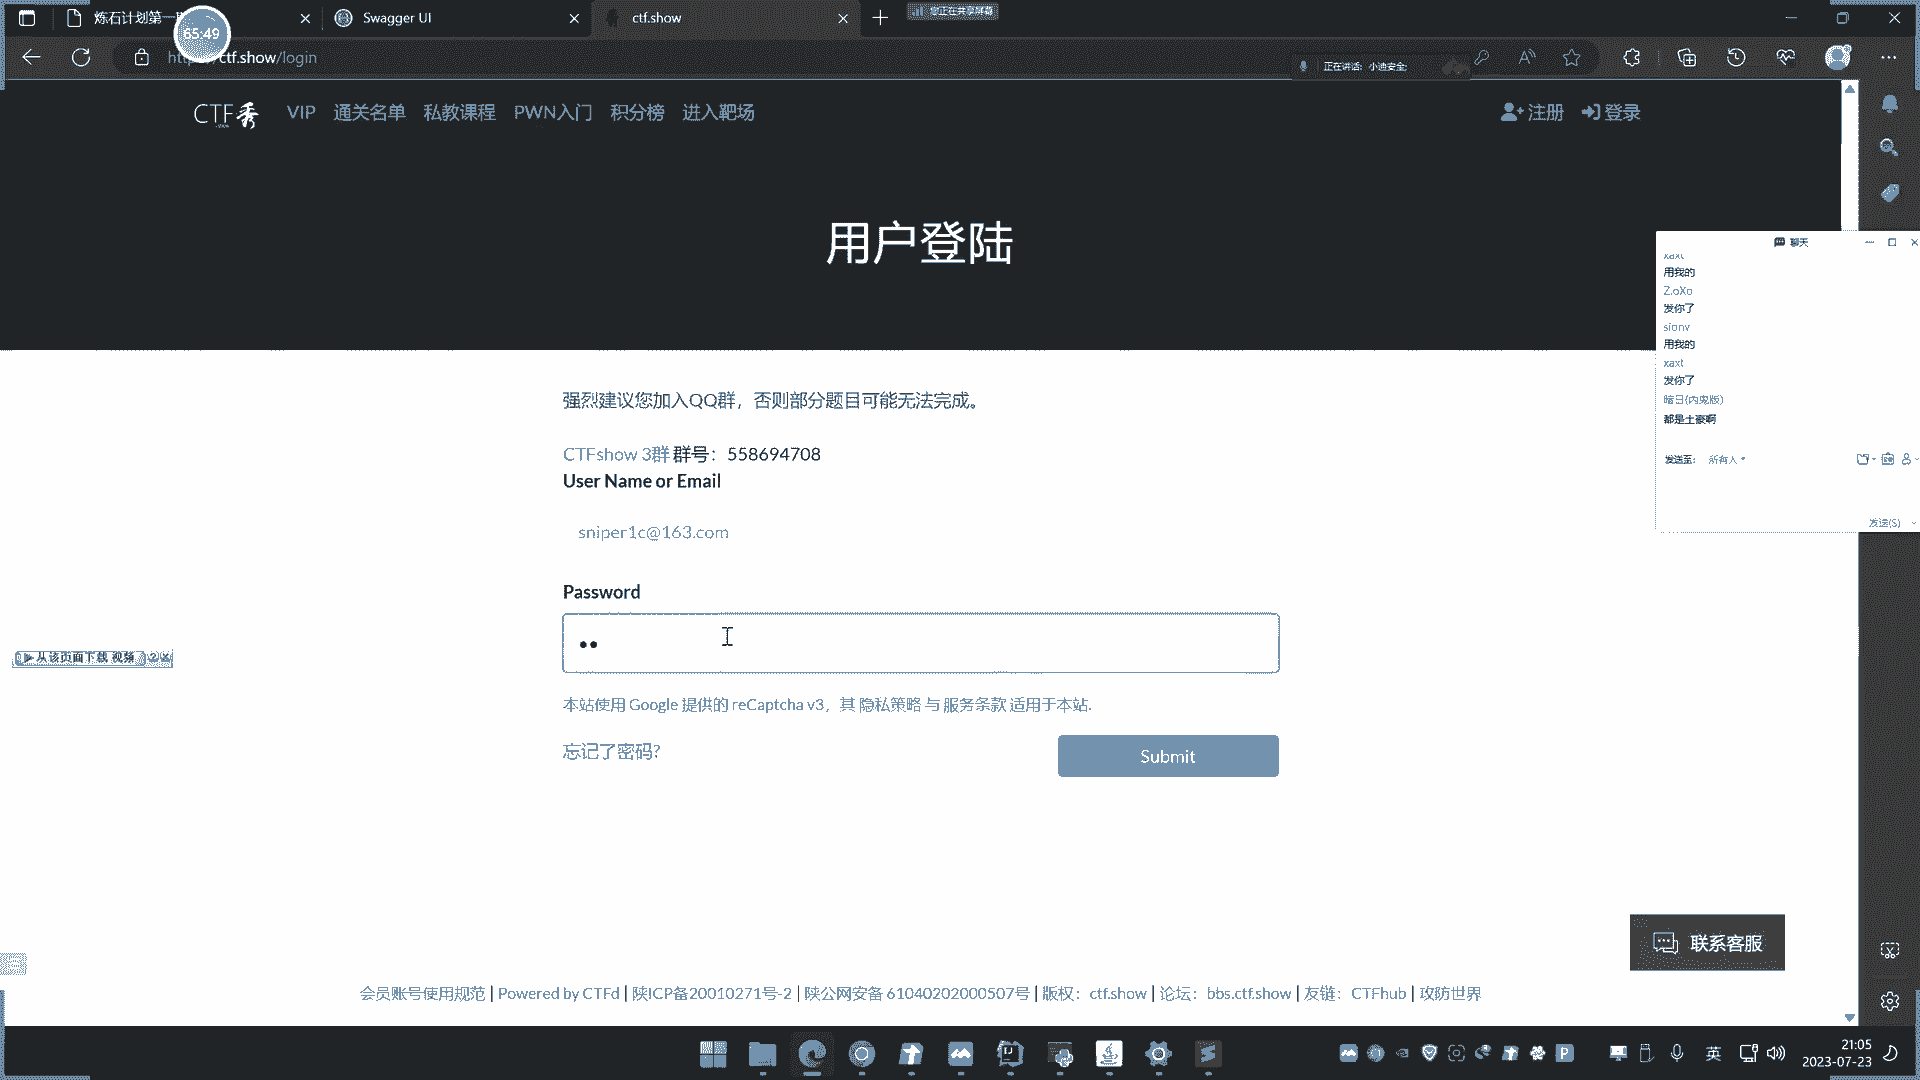 炼石计划第一
65:49
Swagger UI
ctf.show
您正在共享屏幕
ctf.show/login
正在讲话: 小迪安全;
CTF秀 VIP 通关名单 私教课程 PWN入门 积分榜 进入靶场 注册 登录
用户登陆
聊天
xaxt
用我的
Z.oXo
发你了
sionv
用我的
xaxt
发你了
暗日(内鬼版)
都是土豪啊
发送至: 所有人
发送(S)
强烈建议您加入QQ群，否则部分题目可能无法完成。
CTFshow 3群 群号：558694708
User Name or Email
sniper1c@163.com
Password
从该页面下载 视频
本站使用 Google 提供的 reCaptcha v3，其 隐私策略 与 服务条款 适用于本站.
忘记了密码?
Submit
联系客服
会员账号使用规范 | Powered by CTFd | 陕ICP备20010271号-2 | 陕公网安备 61040202000507号 | 版权：ctf.show | 论坛：bbs.ctf.show | 友链：CTFhub | 攻防世界
英
21:05
2023-07-23